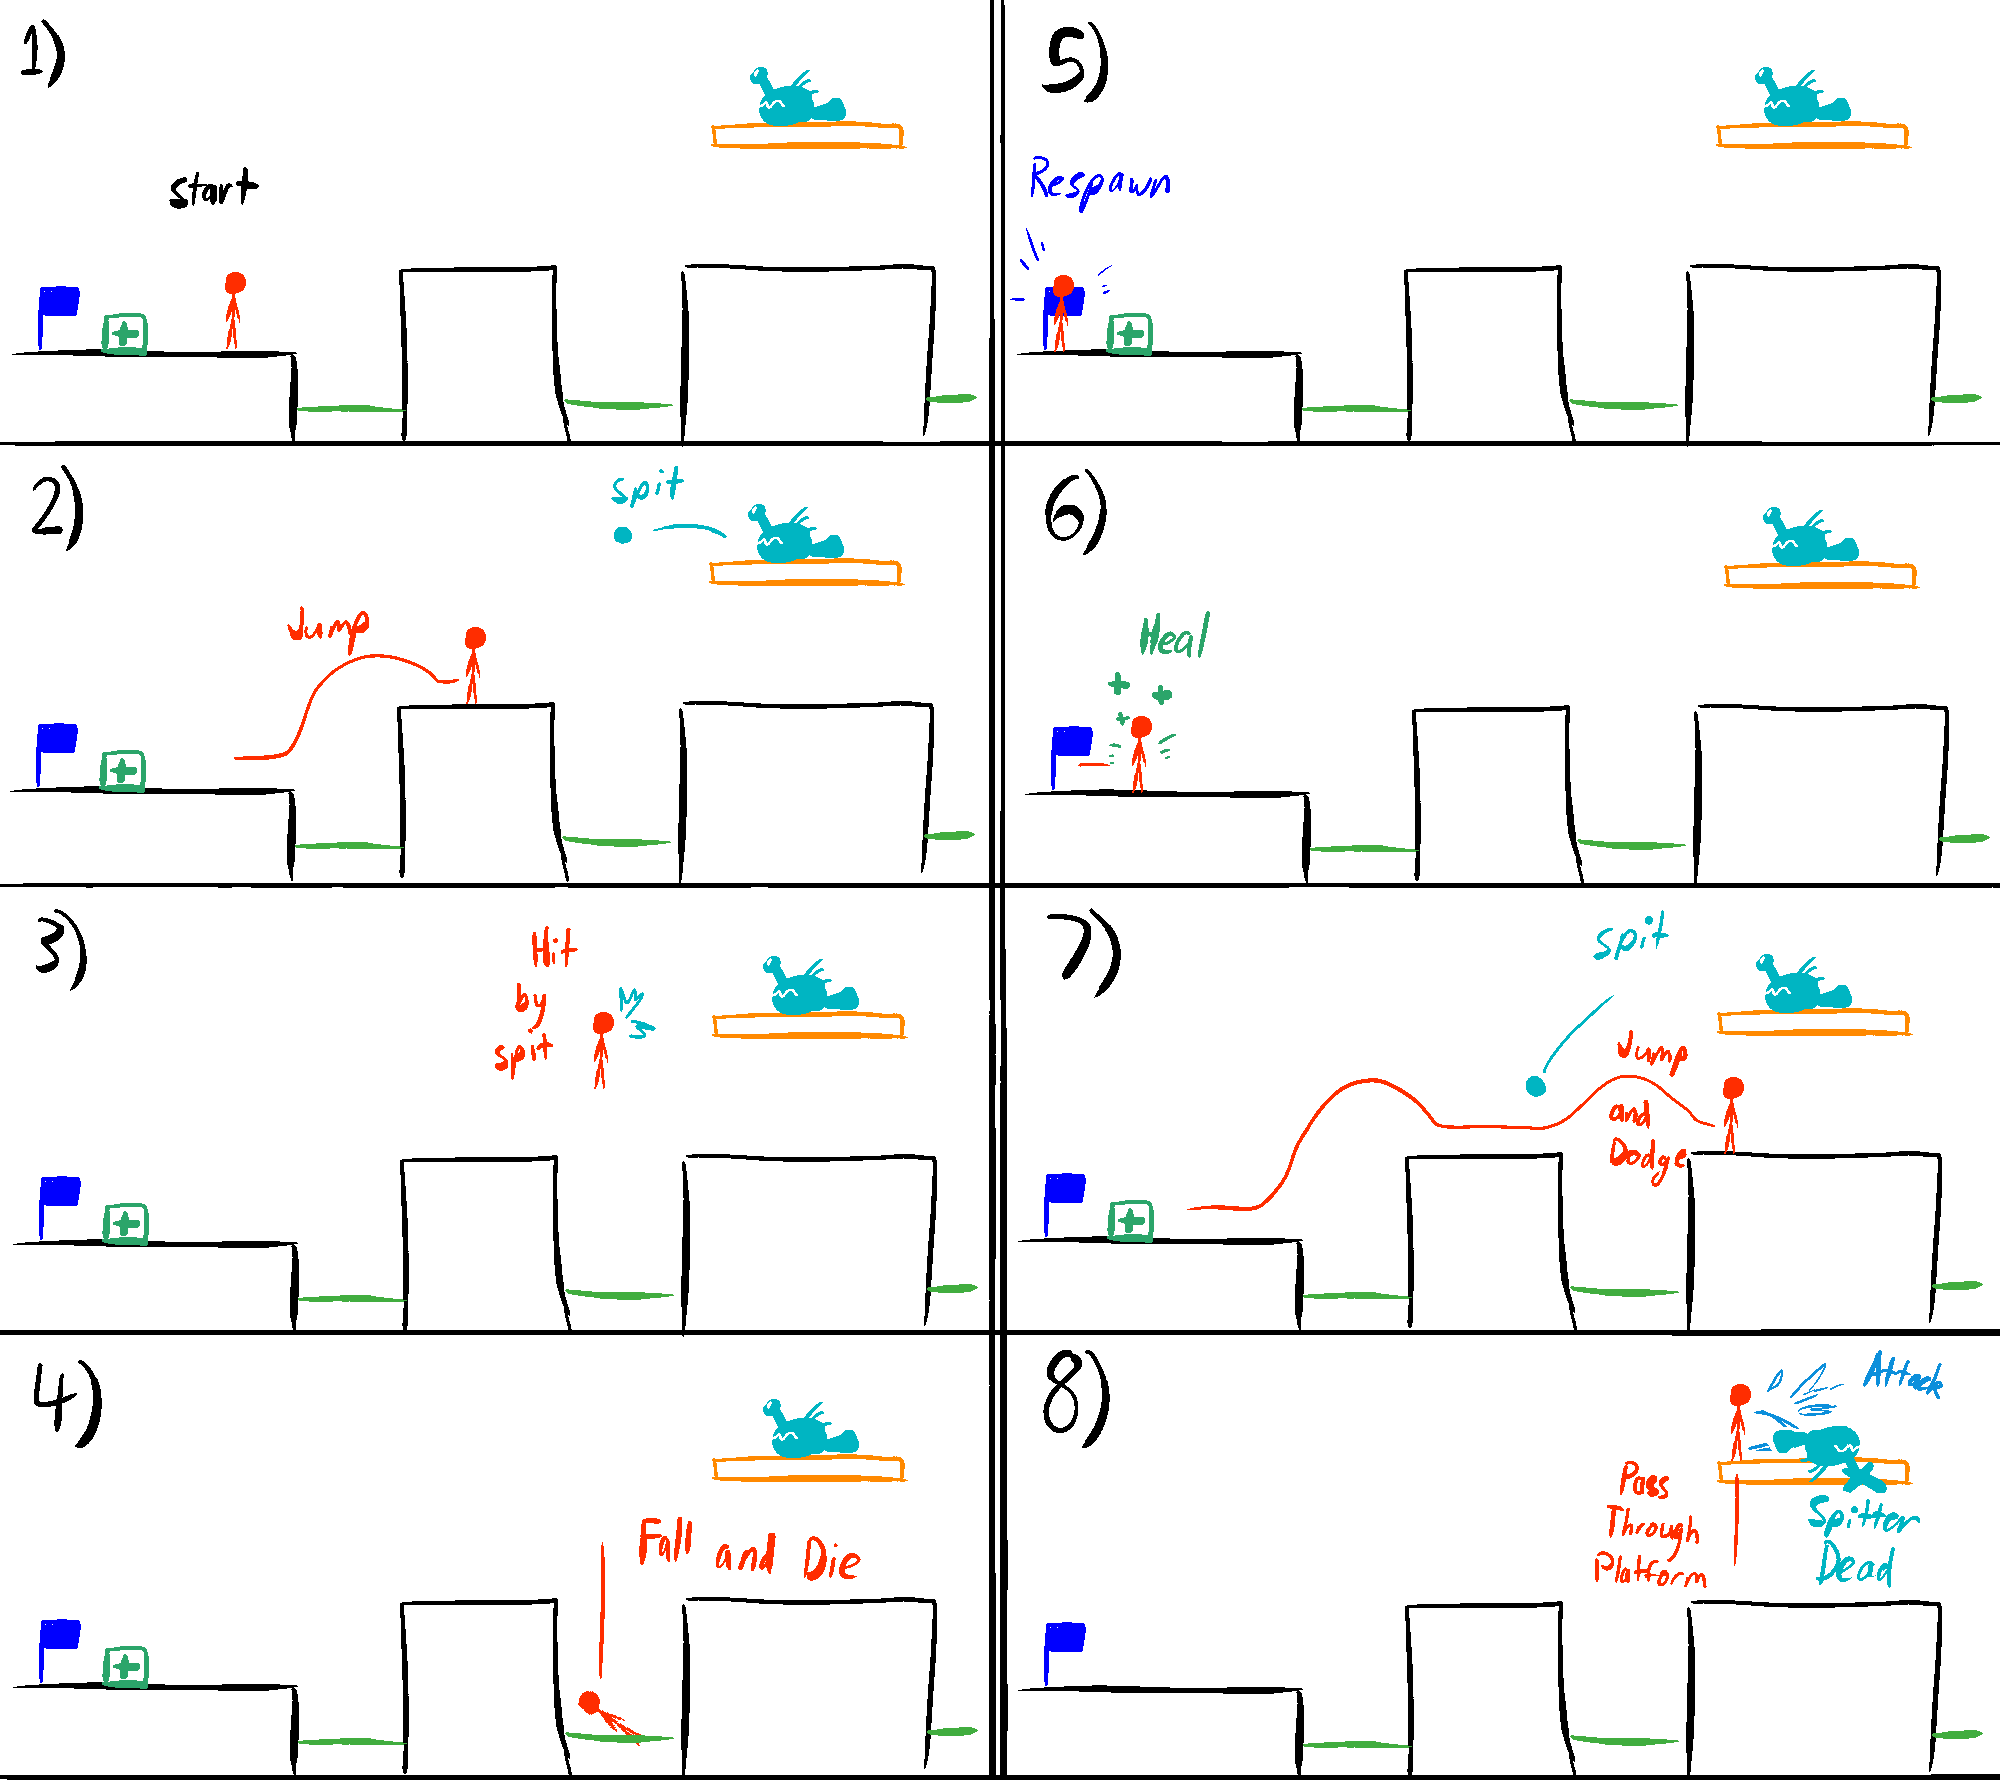 1)
start
2)
spit
Jump
3)
Hit
by
spit
4)
Fall and Die
5)
Respawn
6)
Heal
7)
spit
Jump
and
Dodge
8)
Attack
Pass
Through
Platform
Spitter
Dead